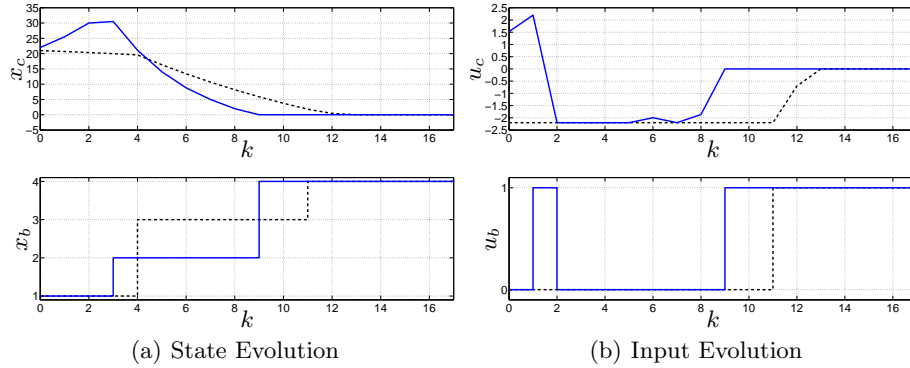 35
30
25
20
15
10
5
0
−5
x_c
0 2 4 6 8 10 12 14 16
k
4
3
2
1
x_b
0 2 4 6 8 10 12 14 16
k
(a) State Evolution
2.5
2
1.5
1
0.5
0
−0.5
−1
−1.5
−2
−2.5
u_c
0 2 4 6 8 10 12 14 16
k
1
0
u_b
0 2 4 6 8 10 12 14 16
k
(b) Input Evolution